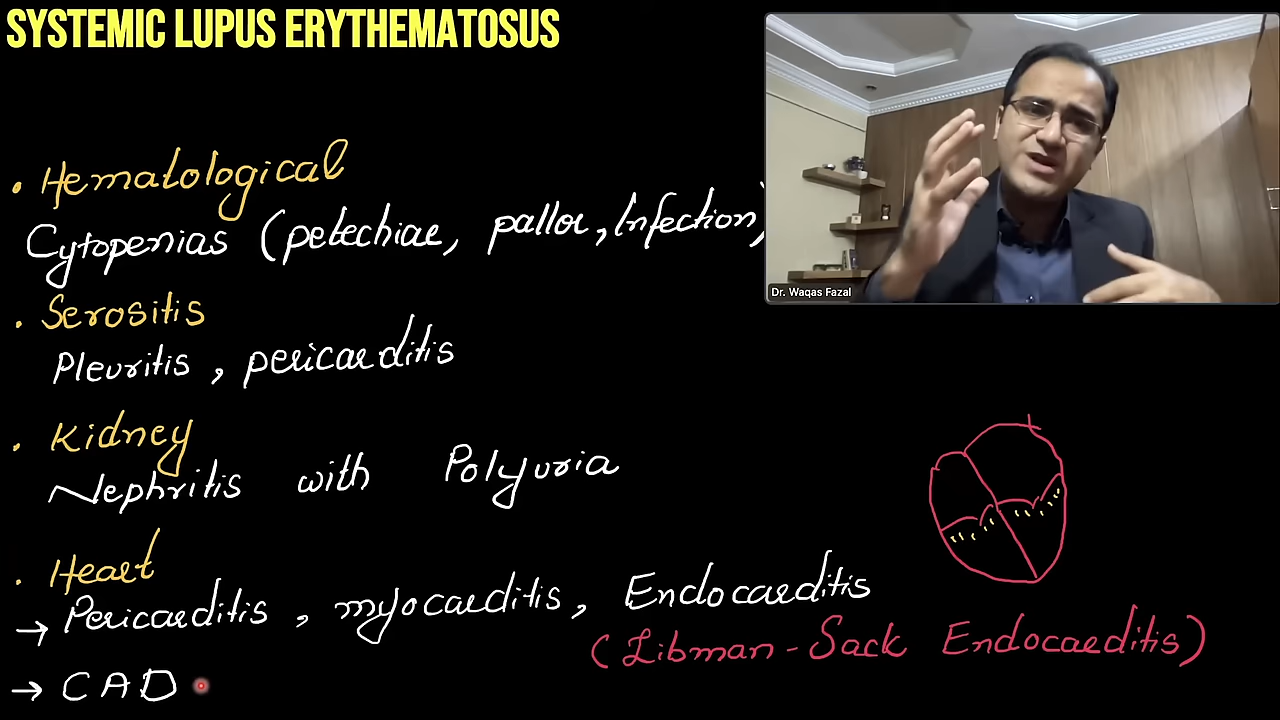 SYSTEMIC LUPUS ERYTHEMATOSUS
Dr. Waqas Fazal
• Hematological
Cytopenias (petechiae, pallor, Infection)
• Serositis
Pleuritis, pericarditis
• Kidney
Nephritis with Polyuria
• Heart
→ Pericarditis, myocarditis, Endocarditis
(Libman-Sack Endocarditis)
→ CAD